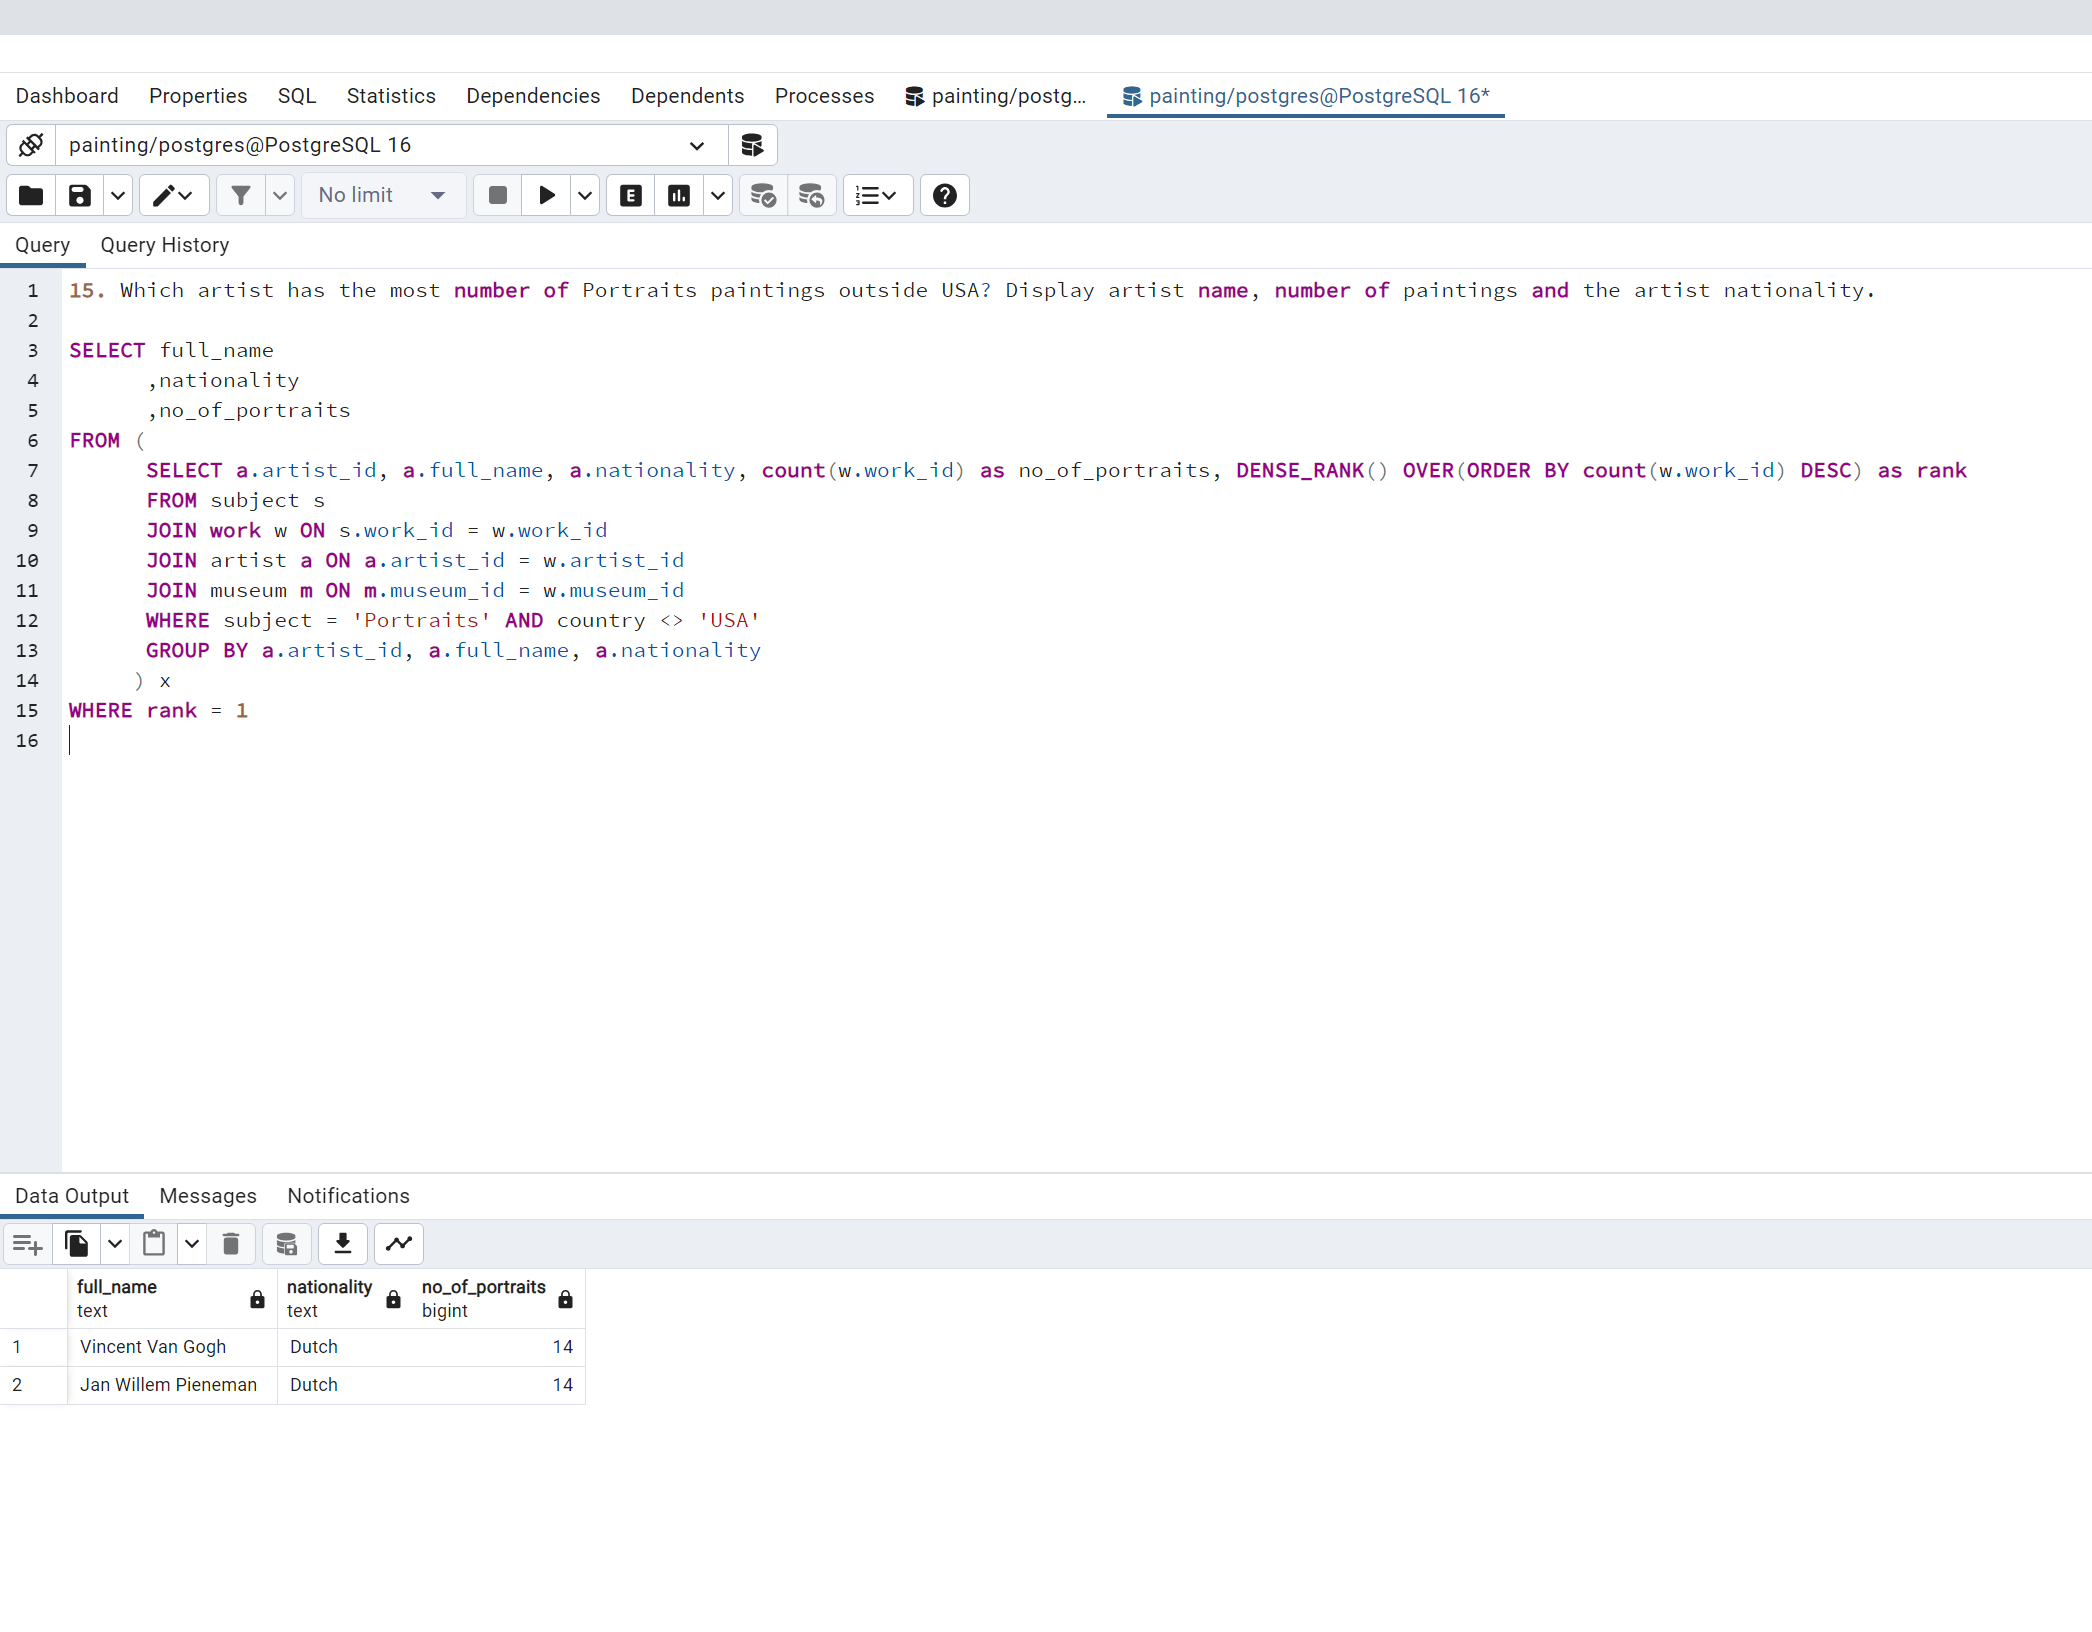 Dashboard Properties SQL Statistics Dependencies Dependents Processes painting/postg... painting/postgres@PostgreSQL 16*
painting/postgres@PostgreSQL 16
No limit E
Query Query History
1 15. Which artist has the most number of Portraits paintings outside USA? Display artist name, number of paintings and the artist nationality.
2
3 SELECT full_name
4 ,nationality
5 ,no_of_portraits
6 FROM (
7 SELECT a.artist_id, a.full_name, a.nationality, count(w.work_id) as no_of_portraits, DENSE_RANK() OVER(ORDER BY count(w.work_id) DESC) as rank
8 FROM subject s
9 JOIN work w ON s.work_id = w.work_id
10 JOIN artist a ON a.artist_id = w.artist_id
11 JOIN museum m ON m.museum_id = w.museum_id
12 WHERE subject = 'Portraits' AND country <> 'USA'
13 GROUP BY a.artist_id, a.full_name, a.nationality
14 ) x
15 WHERE rank = 1
16
Data Output Messages Notifications
full_name nationality no_of_portraits
text text bigint
1 Vincent Van Gogh Dutch 14
2 Jan Willem Pieneman Dutch 14